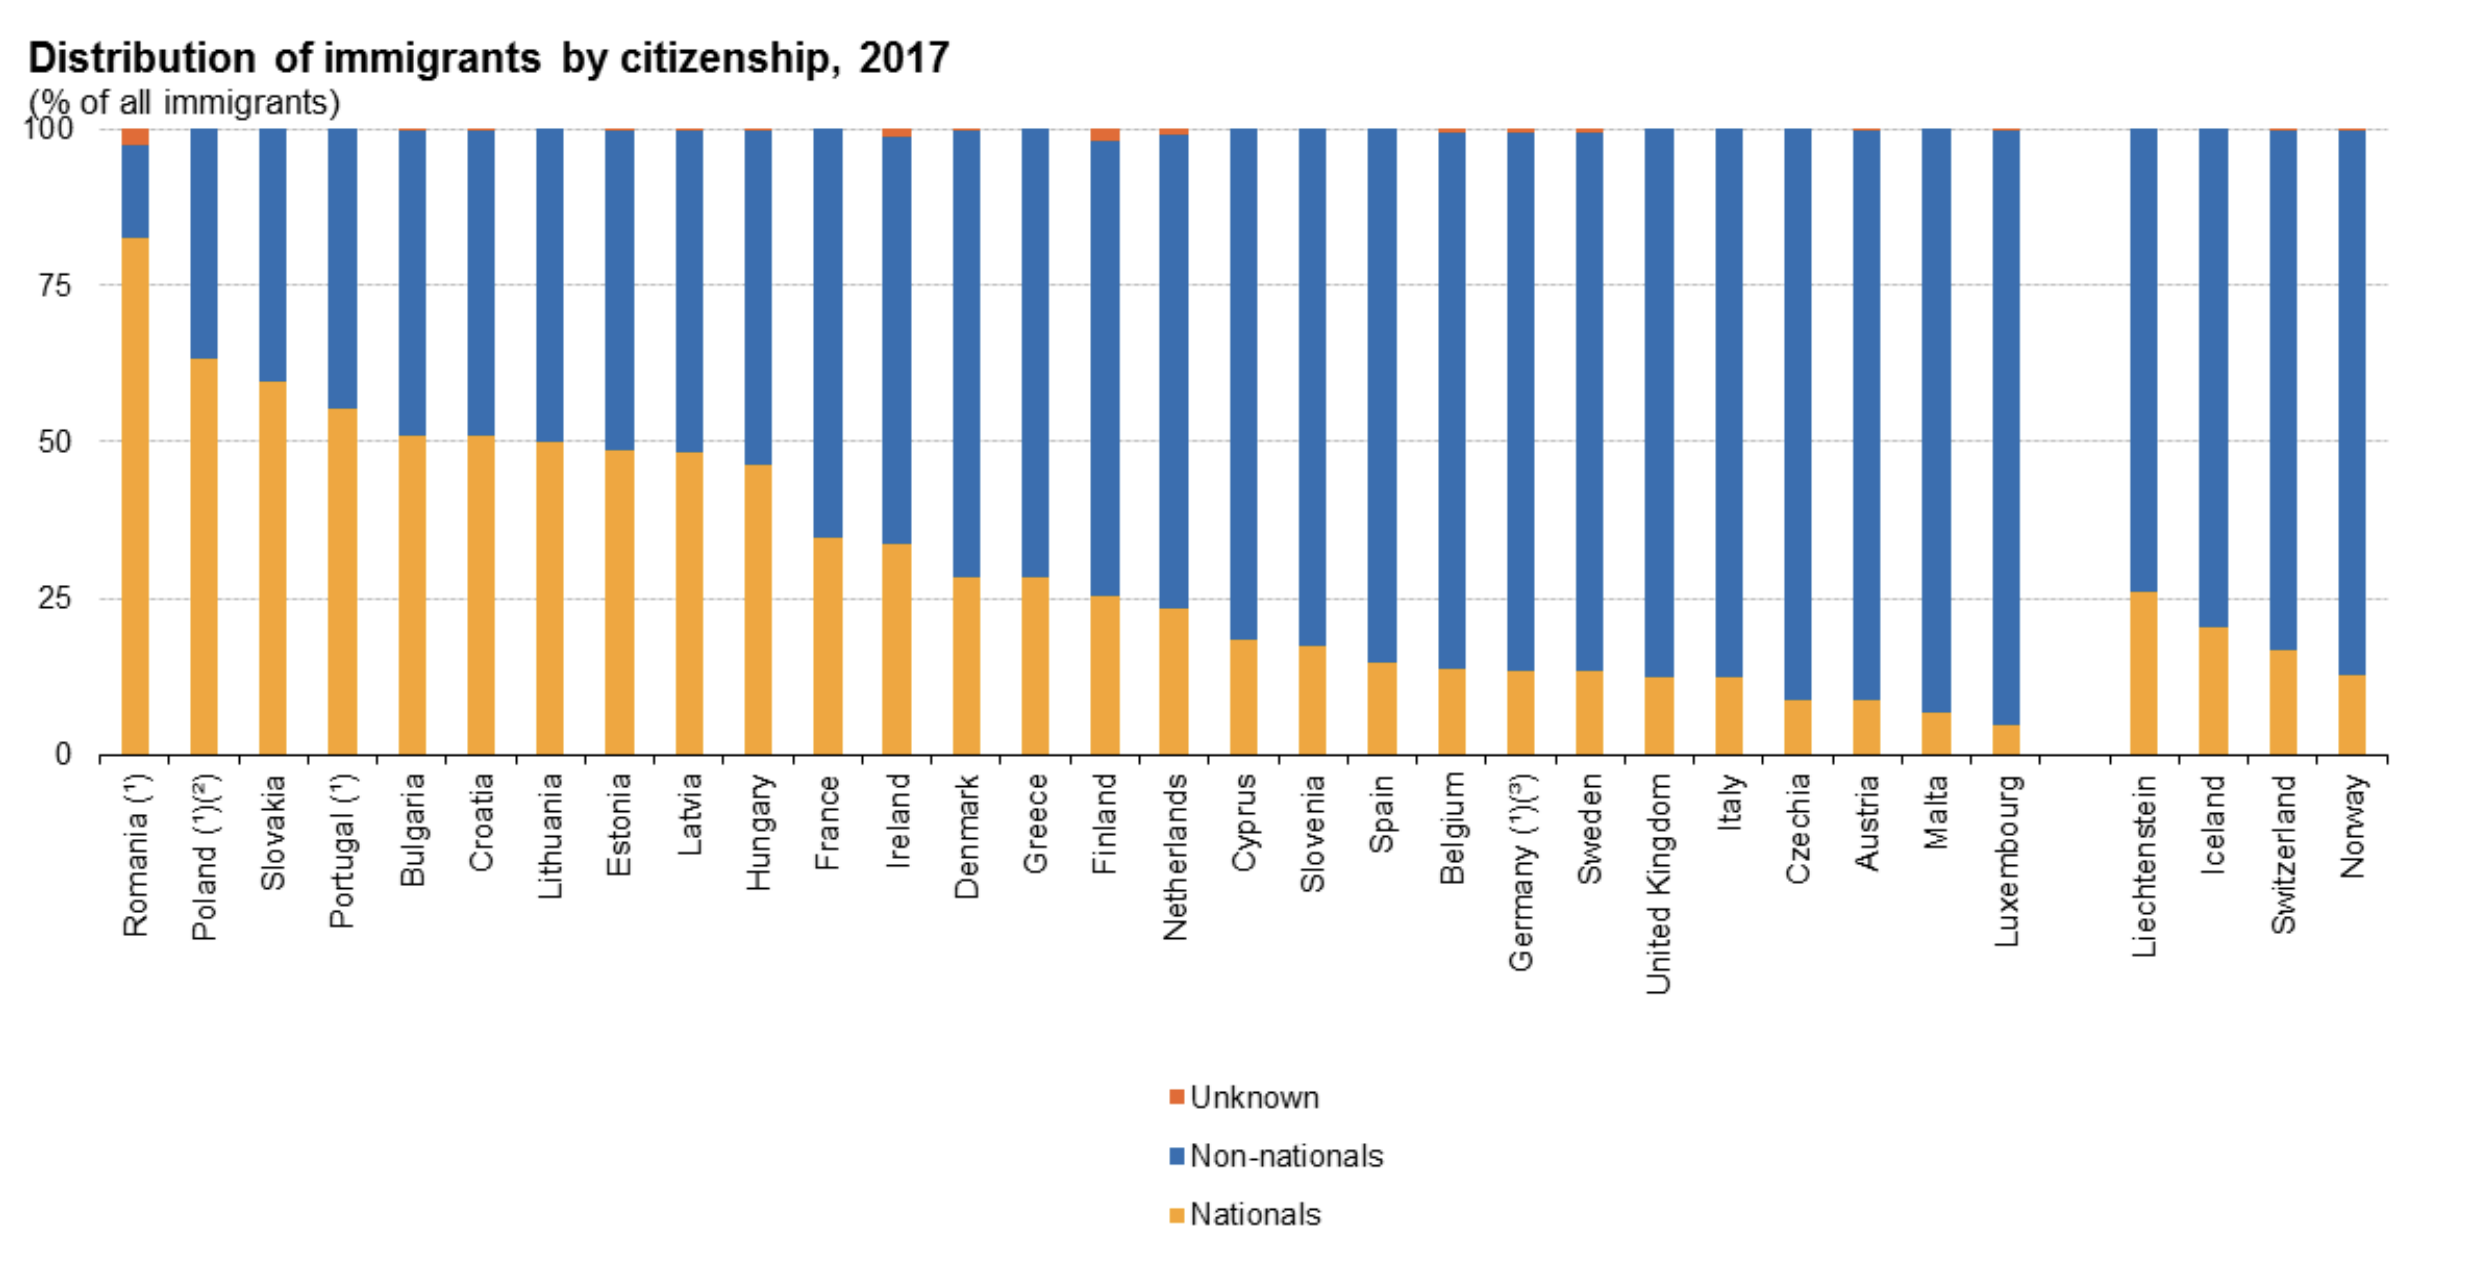 Distribution of immigrants by citizenship, 2017
(% of all immigrants)
100
75
50
25
0
Romania (¹)
Poland (¹)(²)
Slovakia
Portugal (¹)
Bulgaria
Croatia
Lithuania
Estonia
Latvia
Hungary
France
Ireland
Denmark
Greece
Finland
Netherlands
Cyprus
Slovenia
Spain
Belgium
Germany (¹)(³)
Sweden
United Kingdom
Italy
Czechia
Austria
Malta
Luxembourg
Liechtenstein
Iceland
Switzerland
Norway
Unknown
Non-nationals
Nationals